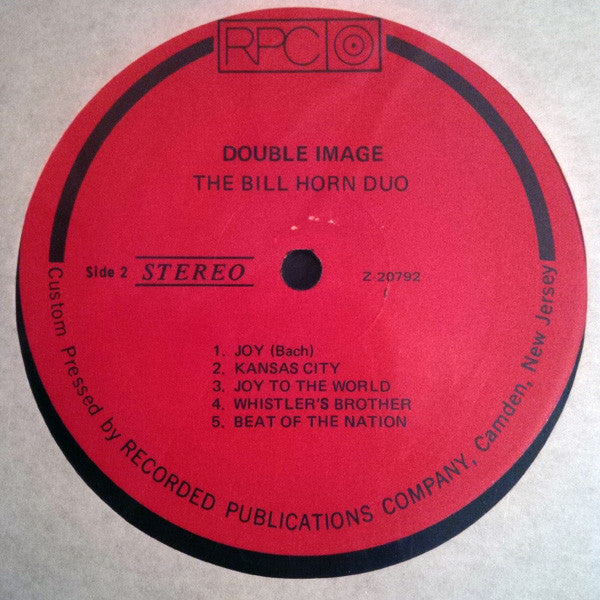 RPC
DOUBLE IMAGE
THE BILL HORN DUO
Side 2 STEREO Z 20792
1. JOY (Bach)
2. KANSAS CITY
3. JOY TO THE WORLD
4. WHISTLER'S BROTHER
5. BEAT OF THE NATION
Custom Pressed by RECORDED PUBLICATIONS COMPANY, Camden, New Jersey